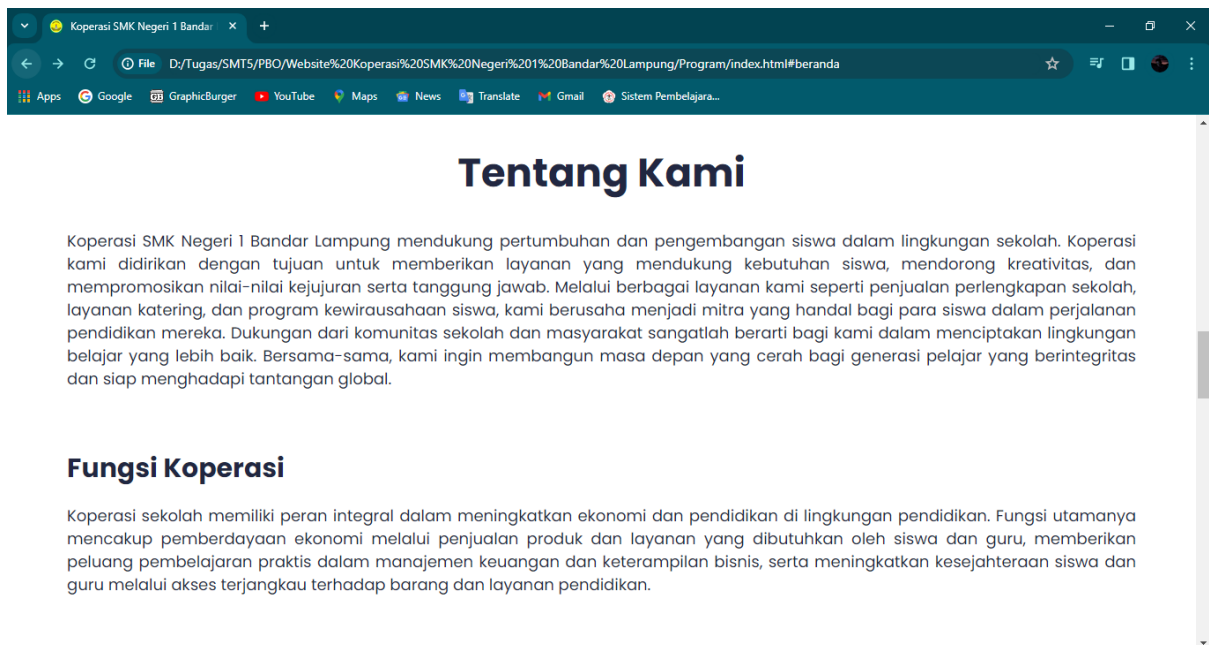 Koperasi SMK Negeri 1 Bandar
File D:/Tugas/SMT5/PBO/Website%20Koperasi%20SMK%20Negeri%201%20Bandar%20Lampung/Program/index.html#beranda
Apps Google GraphicBurger YouTube Maps News Translate Gmail Sistem Pembelajara...
Tentang Kami
Koperasi SMK Negeri 1 Bandar Lampung mendukung pertumbuhan dan pengembangan siswa dalam lingkungan sekolah. Koperasi
kami didirikan dengan tujuan untuk memberikan layanan yang mendukung kebutuhan siswa, mendorong kreativitas, dan
mempromosikan nilai-nilai kejujuran serta tanggung jawab. Melalui berbagai layanan kami seperti penjualan perlengkapan sekolah,
layanan katering, dan program kewirausahaan siswa, kami berusaha menjadi mitra yang handal bagi para siswa dalam perjalanan
pendidikan mereka. Dukungan dari komunitas sekolah dan masyarakat sangatlah berarti bagi kami dalam menciptakan lingkungan
belajar yang lebih baik. Bersama-sama, kami ingin membangun masa depan yang cerah bagi generasi pelajar yang berintegritas
dan siap menghadapi tantangan global.
Fungsi Koperasi
Koperasi sekolah memiliki peran integral dalam meningkatkan ekonomi dan pendidikan di lingkungan pendidikan. Fungsi utamanya
mencakup pemberdayaan ekonomi melalui penjualan produk dan layanan yang dibutuhkan oleh siswa dan guru, memberikan
peluang pembelajaran praktis dalam manajemen keuangan dan keterampilan bisnis, serta meningkatkan kesejahteraan siswa dan
guru melalui akses terjangkau terhadap barang dan layanan pendidikan.